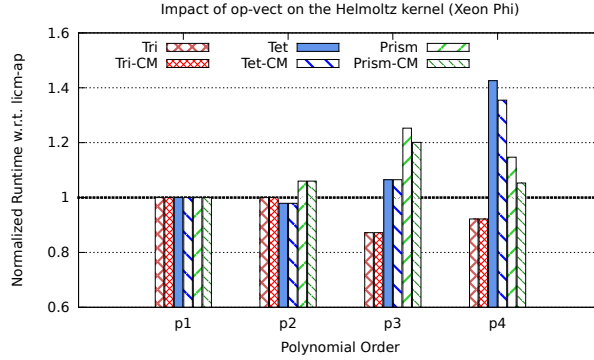 Impact of op-vect on the Helmoltz kernel (Xeon Phi)
1.6
Tri Tet Prism
Tri-CM Tet-CM Prism-CM
1.4
1.2
1
0.8
0.6
Normalized Runtime w.r.t. licm-ap
p1 p2 p3 p4
Polynomial Order